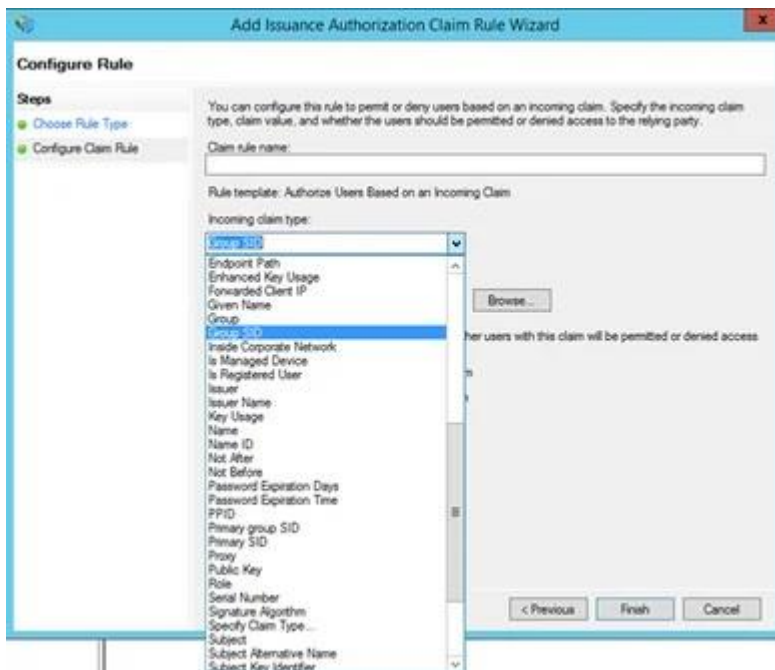 Add Issuance Authorization Claim Rule Wizard
x
Configure Rule
Steps
Choose Rule Type
Configure Claim Rule
You can configure this rule to permit or deny users based on an incoming claim. Specify the incoming claim
type, claim value, and whether the users should be permitted or denied access to the relying party.
Claim rule name:
Rule template: Authorize Users Based on an Incoming Claim
Incoming claim type:
Group SID
Endpoint Path
Enhanced Key Usage
Forwarded Client IP
Given Name
Group
Group SID
Inside Corporate Network
Is Managed Device
Is Registered User
Issuer
Issuer Name
Key Usage
Name
Name ID
Not After
Not Before
Password Expiration Days
Password Expiration Time
PPID
Primary group SID
Primary SID
Proxy
Public Key
Role
Serial Number
Signature Algorithm
Specify Claim Type...
Subject
Subject Alternative Name
Subject Key Identifier
Browse...
her users with this claim will be permitted or denied access
< Previous
Finish
Cancel